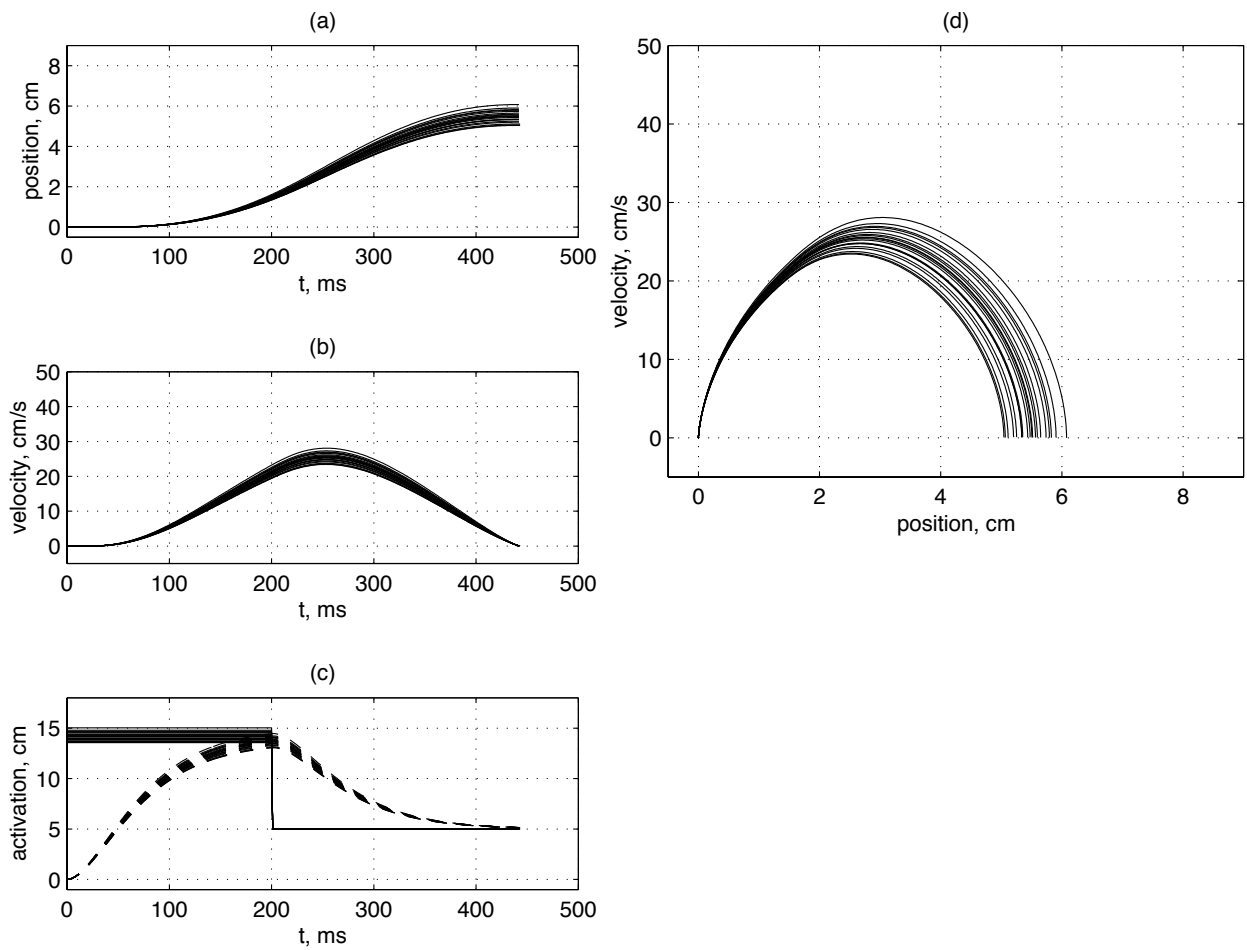 (a)
8
6
4
2
0
position, cm
0 100 200 300 400 500
t, ms
(b)
50
40
30
20
10
0
velocity, cm/s
0 100 200 300 400 500
t, ms
(c)
15
10
5
0
activation, cm
0 100 200 300 400 500
t, ms
(d)
50
40
30
20
10
0
velocity, cm/s
0 2 4 6 8
position, cm